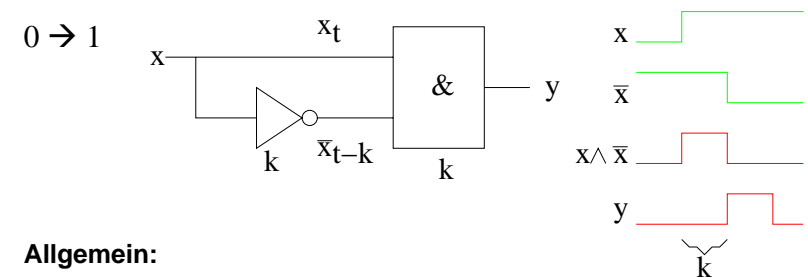 0 → 1
x
x_t
k
x̅_t–k
&
k
y
x
x̅
x ∧ x̅
y
k
Allgemein: